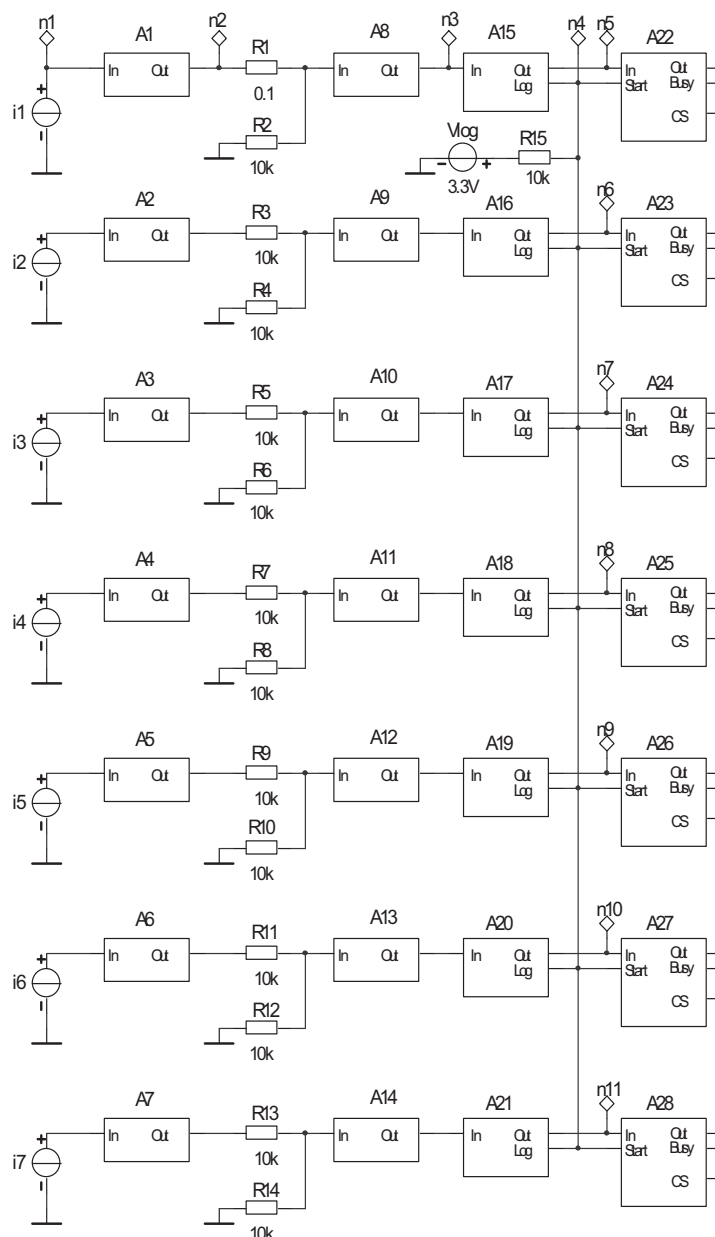 n1 n2 n3 n4 n5
A1 R1 A8 A15 A22
In Out In Out In Out Log In Start Out Busy CS
0.1
+ i1 -
R2
10k
Vlog
- +
3.3V
R15
10k
n6
A2 R3 A9 A16 A23
In Out In Out In Out Log In Start Out Busy CS
10k
+ i2 -
R4
10k
n7
A3 R5 A10 A17 A24
In Out In Out In Out Log In Start Out Busy CS
10k
+ i3 -
R6
10k
n8
A4 R7 A11 A18 A25
In Out In Out In Out Log In Start Out Busy CS
10k
+ i4 -
R8
10k
n9
A5 R9 A12 A19 A26
In Out In Out In Out Log In Start Out Busy CS
10k
+ i5 -
R10
10k
n10
A6 R11 A13 A20 A27
In Out In Out In Out Log In Start Out Busy CS
10k
+ i6 -
R12
10k
n11
A7 R13 A14 A21 A28
In Out In Out In Out Log In Start Out Busy CS
10k
+ i7 -
R14
10k